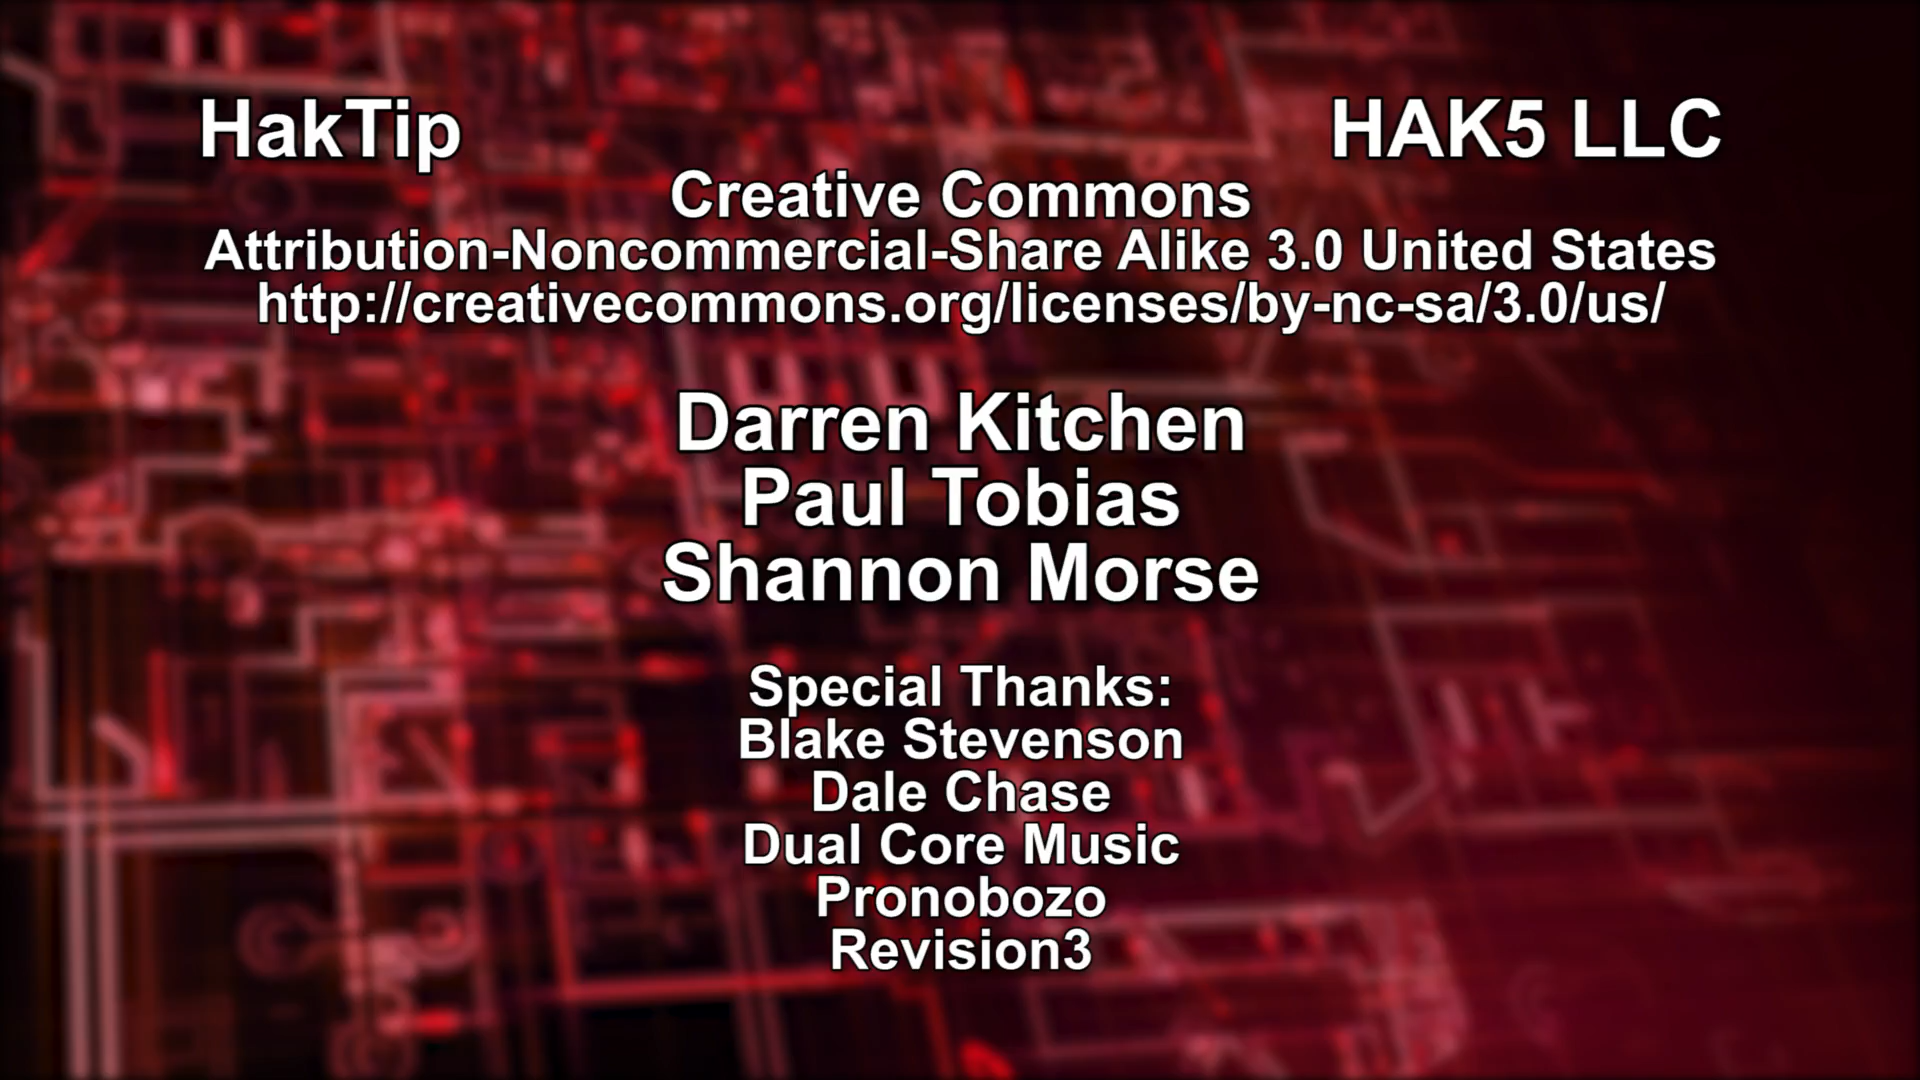 HakTip HAK5 LLC
Creative Commons
Attribution-Noncommercial-Share Alike 3.0 United States
http://creativecommons.org/licenses/by-nc-sa/3.0/us/
Darren Kitchen
Paul Tobias
Shannon Morse
Special Thanks:
Blake Stevenson
Dale Chase
Dual Core Music
Pronobozo
Revision3